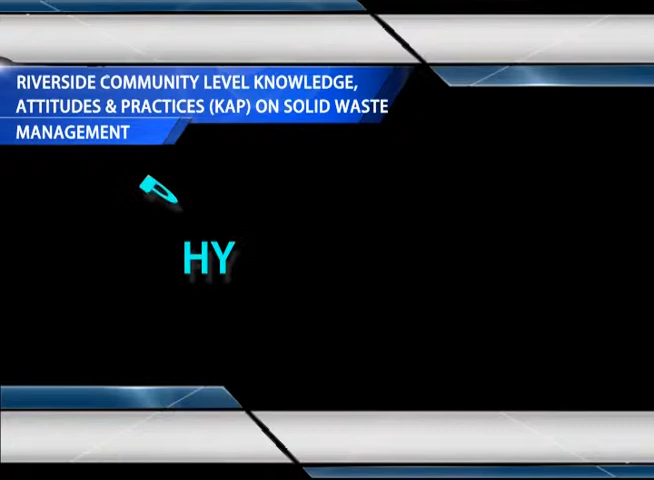 RIVERSIDE COMMUNITY LEVEL KNOWLEDGE,
ATTITUDES & PRACTICES (KAP) ON SOLID WASTE
MANAGEMENT
HY